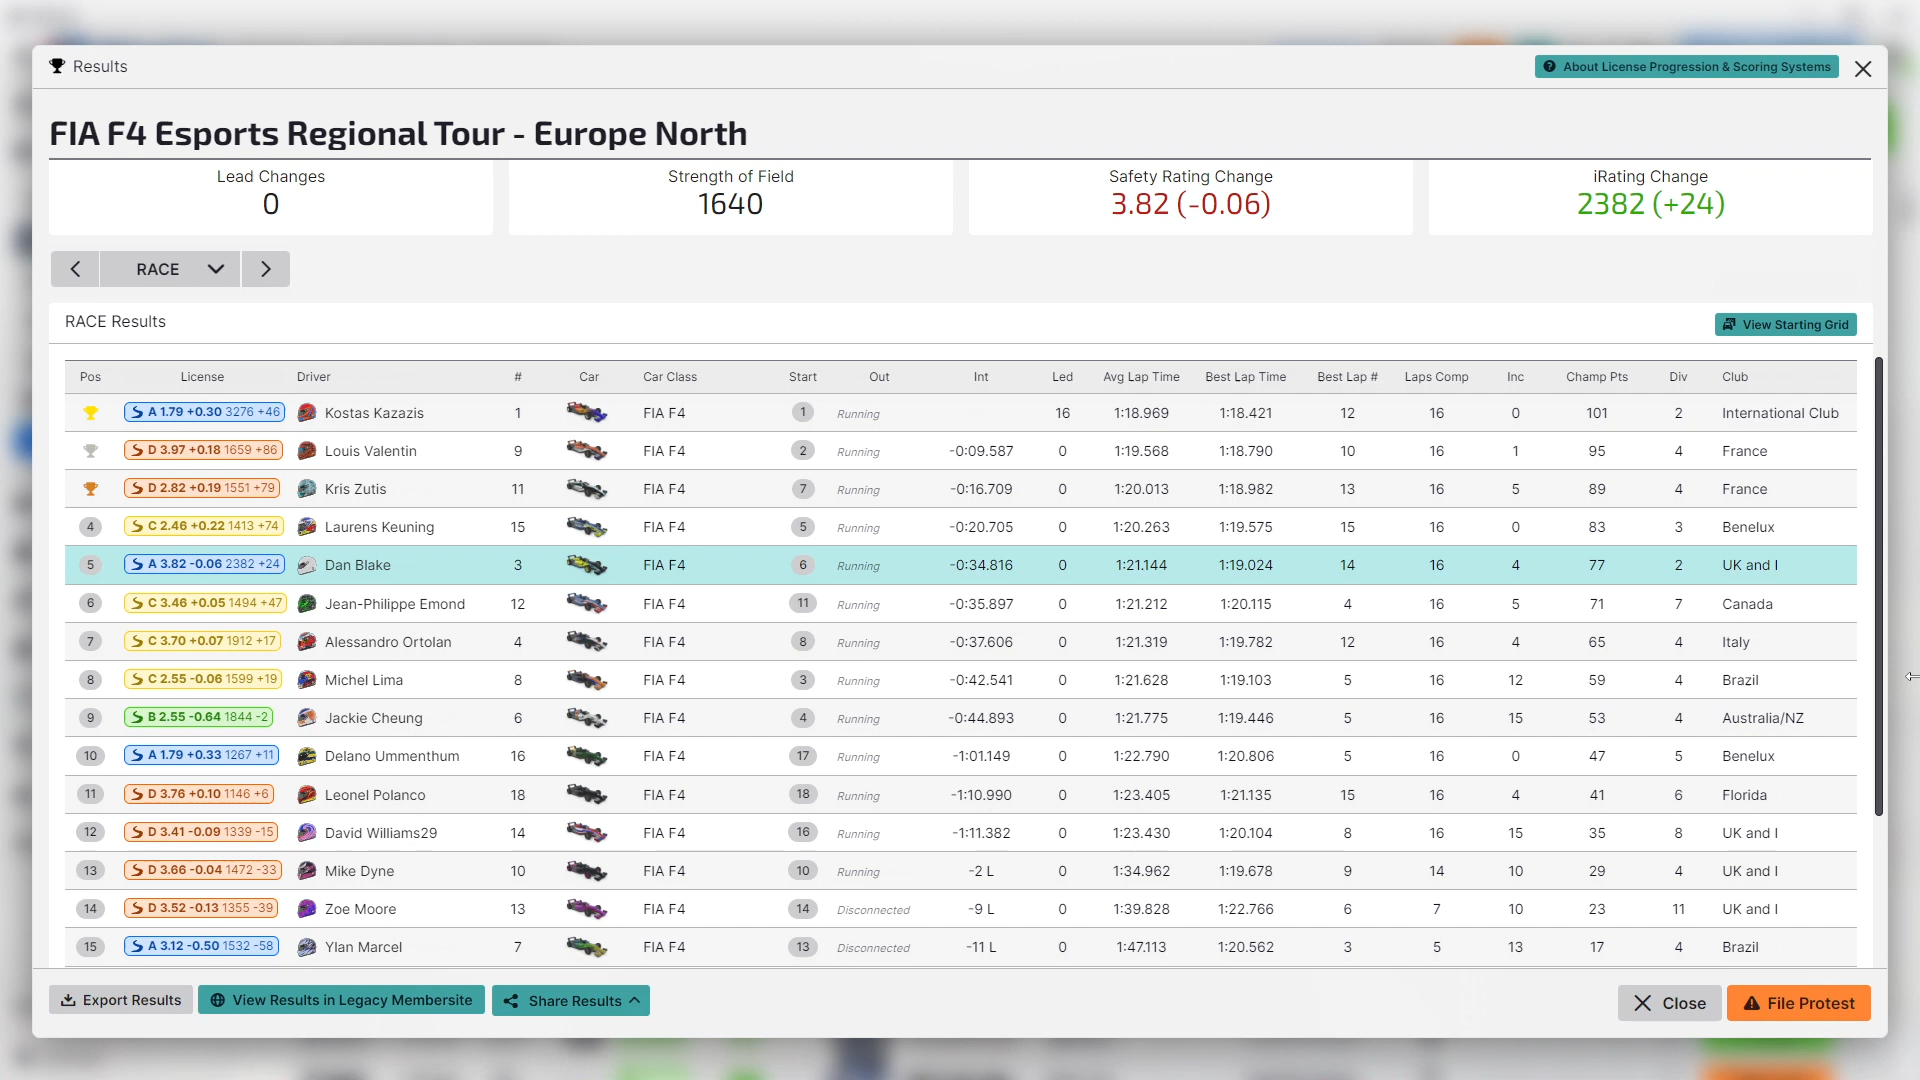 Results
About License Progression & Scoring Systems
FIA F4 Esports Regional Tour - Europe North
Lead Changes Strength of Field Safety Rating Change iRating Change
0 1640 3.82 (-0.06) 2382 (+24)
RACE
RACE Results
View Starting Grid
Pos License Driver # Car Car Class Start Out Int Led Avg Lap Time Best Lap Time Best Lap # Laps Comp Inc Champ Pts Div Club
A 1.79 +0.30 3276 +46 Kostas Kazazis 1 FIA F4 1 Running 16 1:18.969 1:18.421 12 16 0 101 2 International Club
D 3.97 +0.18 1659 +86 Louis Valentin 9 FIA F4 2 Running -0:09.587 0 1:19.568 1:18.790 10 16 1 95 4 France
D 2.82 +0.19 1551 +79 Kris Zutis 11 FIA F4 7 Running -0:16.709 0 1:20.013 1:18.982 13 16 5 89 4 France
4 C 2.46 +0.22 1413 +74 Laurens Keuning 15 FIA F4 5 Running -0:20.705 0 1:20.263 1:19.575 15 16 0 83 3 Benelux
5 A 3.82 -0.06 2382 +24 Dan Blake 3 FIA F4 6 Running -0:34.816 0 1:21.144 1:19.024 14 16 4 77 2 UK and I
6 C 3.46 +0.05 1494 +47 Jean-Philippe Emond 12 FIA F4 11 Running -0:35.897 0 1:21.212 1:20.115 4 16 5 71 7 Canada
7 C 3.70 +0.07 1912 +17 Alessandro Ortolan 4 FIA F4 8 Running -0:37.606 0 1:21.319 1:19.782 12 16 4 65 4 Italy
8 C 2.55 -0.06 1599 +19 Michel Lima 8 FIA F4 3 Running -0:42.541 0 1:21.628 1:19.103 5 16 12 59 4 Brazil
9 B 2.55 -0.64 1844 -2 Jackie Cheung 6 FIA F4 4 Running -0:44.893 0 1:21.775 1:19.446 5 16 15 53 4 Australia/NZ
10 A 1.79 +0.33 1267 +11 Delano Ummenthum 16 FIA F4 17 Running -1:01.149 0 1:22.790 1:20.806 5 16 0 47 5 Benelux
11 D 3.76 +0.10 1146 +6 Leonel Polanco 18 FIA F4 18 Running -1:10.990 0 1:23.405 1:21.135 15 16 4 41 6 Florida
12 D 3.41 -0.09 1339 -15 David Williams29 14 FIA F4 16 Running -1:11.382 0 1:23.430 1:20.104 8 16 15 35 8 UK and I
13 D 3.66 -0.04 1472 -33 Mike Dyne 10 FIA F4 10 Running -2 L 0 1:34.962 1:19.678 9 14 10 29 4 UK and I
14 D 3.52 -0.13 1355 -39 Zoe Moore 13 FIA F4 14 Disconnected -9 L 0 1:39.828 1:22.766 6 7 10 23 11 UK and I
15 A 3.12 -0.50 1532 -58 Ylan Marcel 7 FIA F4 13 Disconnected -11 L 0 1:47.113 1:20.562 3 5 13 17 4 Brazil
Export Results View Results in Legacy Membersite Share Results Close File Protest